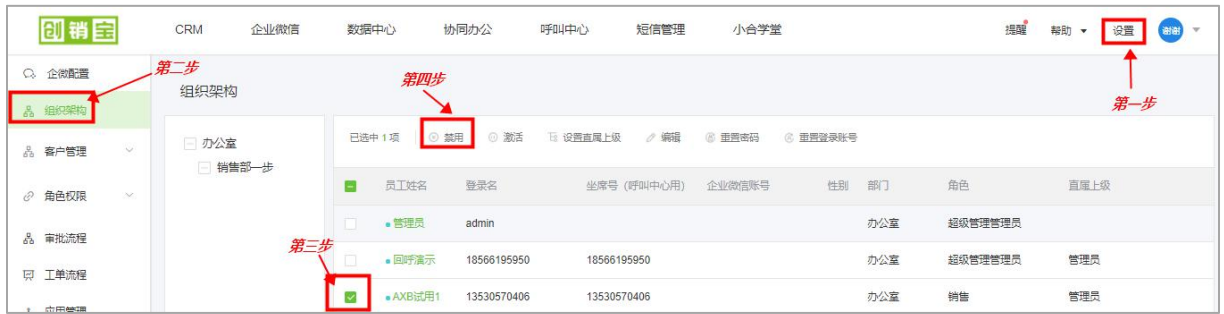 创销宝 CRM 企业微信 数据中心 协同办公 呼叫中心 短信管理 小合学堂 提醒 帮助 设置 谢谢
企微配置
第二步
第四步
第一步
组织架构
组织架构
已选中 1 项 禁用 激活 设置直属上级 编辑 重置密码 重置登录账号
办公室
客户管理
销售部一步
员工姓名 登录名 坐席号（呼叫中心用） 企业微信账号 性别 部门 角色 直属上级
角色权限
管理员 admin 办公室 超级管理管理员
审批流程
第三步
回呼演示 18566195950 18566195950 办公室 超级管理管理员 管理员
工单流程
AXB试用1 13530570406 13530570406 办公室 销售 管理员
应用管理